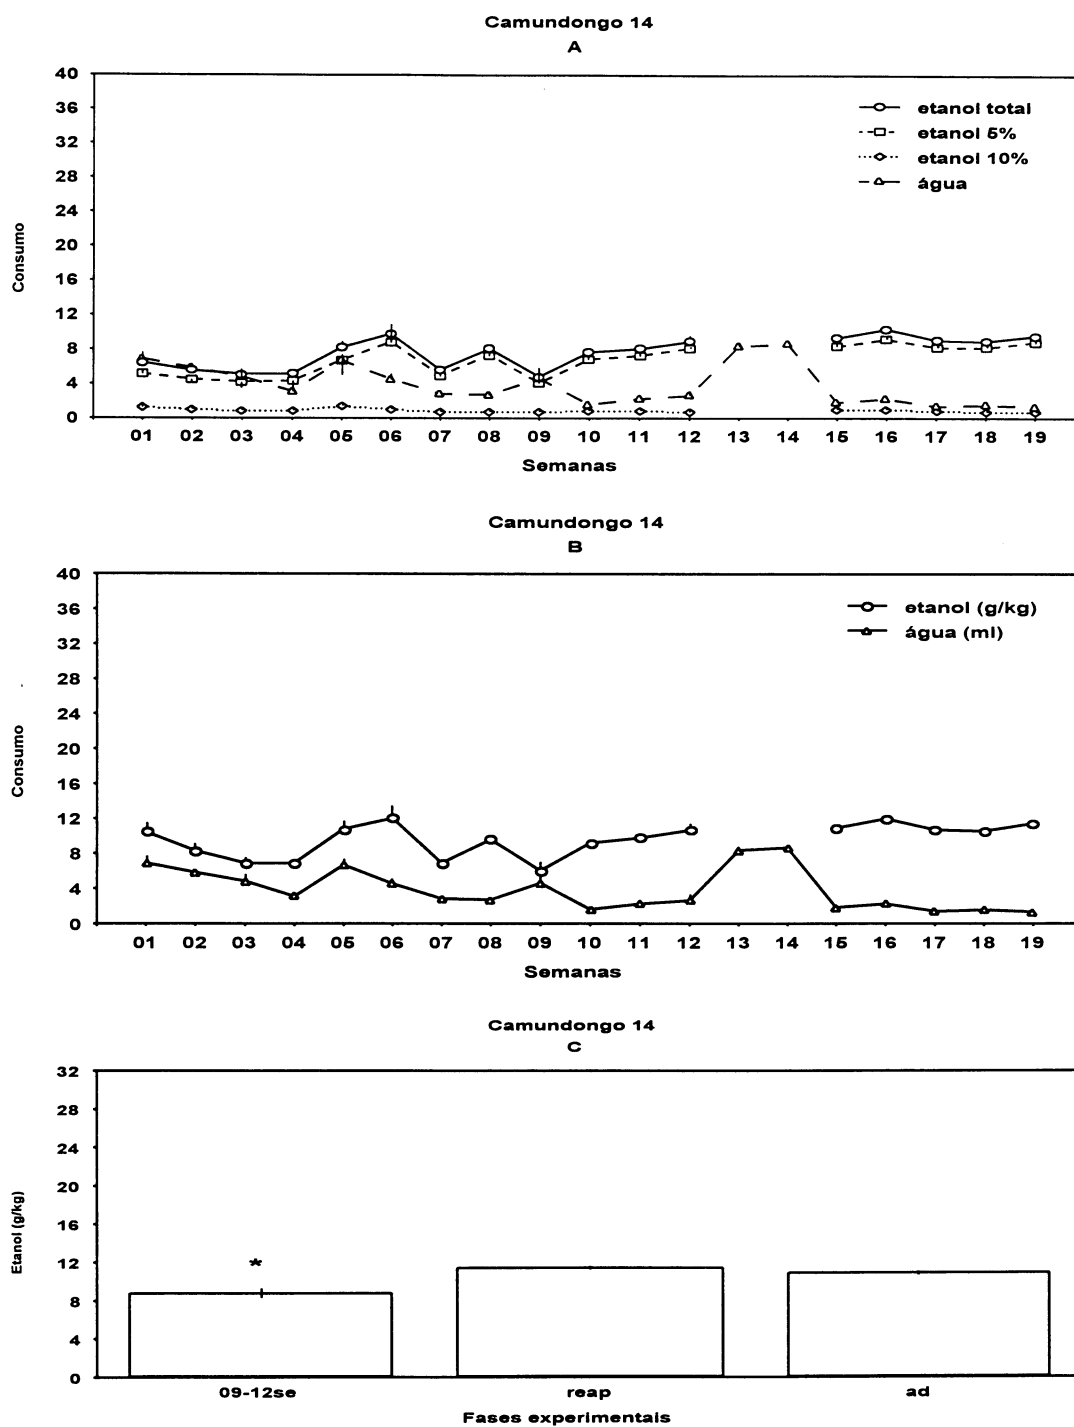 Camundongo 14
A
40
36
32
28
24
20
16
12
8
4
0
Consumo
etanol total
etanol 5%
etanol 10%
água
01 02 03 04 05 06 07 08 09 10 11 12 13 14 15 16 17 18 19
Semanas
Camundongo 14
B
40
36
32
28
24
20
16
12
8
4
0
Consumo
etanol (g/kg)
água (ml)
01 02 03 04 05 06 07 08 09 10 11 12 13 14 15 16 17 18 19
Semanas
Camundongo 14
C
32
28
24
20
16
12
8
4
0
Etanol (g/kg)
*
09-12se reap ad
Fases experimentais